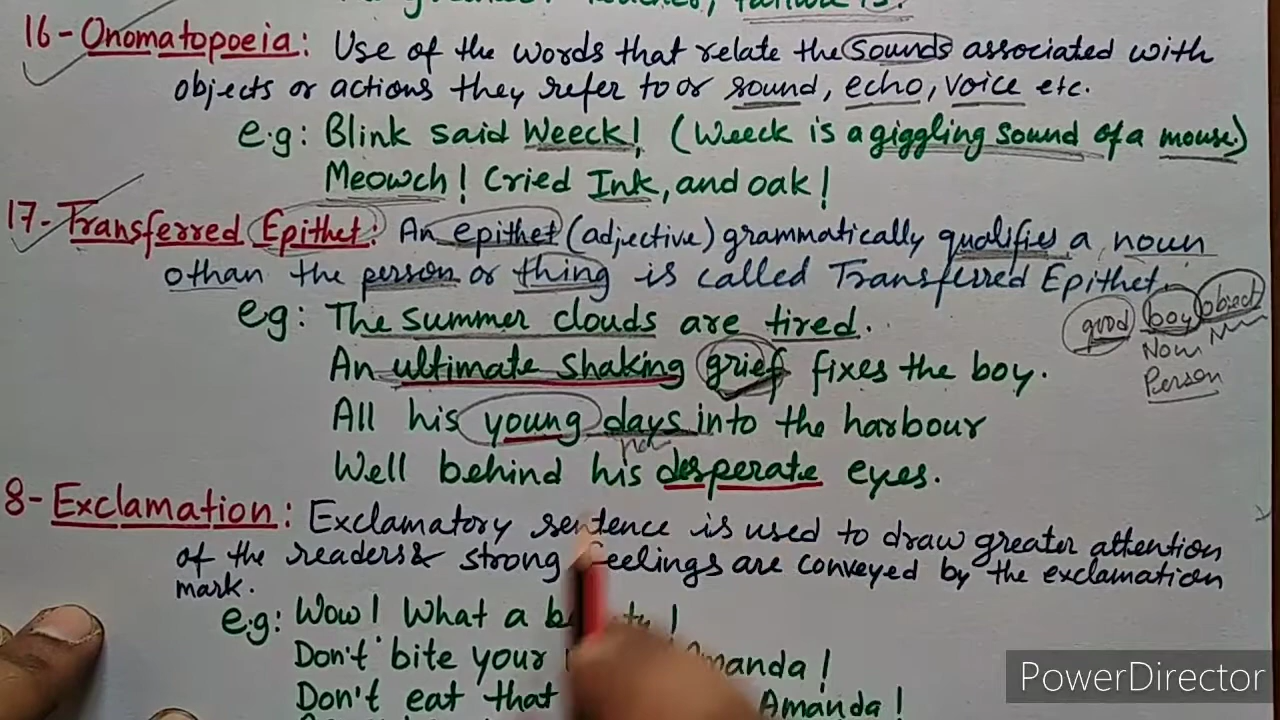 16- Onomatopoeia: Use of the words that relate the sounds associated with
objects or actions they refer to or sound, echo, voice etc.
e.g: Blink said Weeck! (Weeck is a giggling sound of a mouse.)
Meowch! Cried Ink, and oak!
17- Transferred Epithet: An epithet (adjective) grammatically qualifies a noun
othan the person or thing is called Transferred Epithet.
good boy object
Noun N
Person
eg: The summer clouds are tired.
An ultimate shaking grief fixes the boy.
All his young days into the harbour
Well behind his desperate eyes.
8- Exclamation: Exclamatory sentence is used to draw greater attention
of the readers & strong feelings are conveyed by the exclamation
mark.
e.g: Wow! What a !
Don't bite your Amanda!
Don't eat that Amanda!
PowerDirector